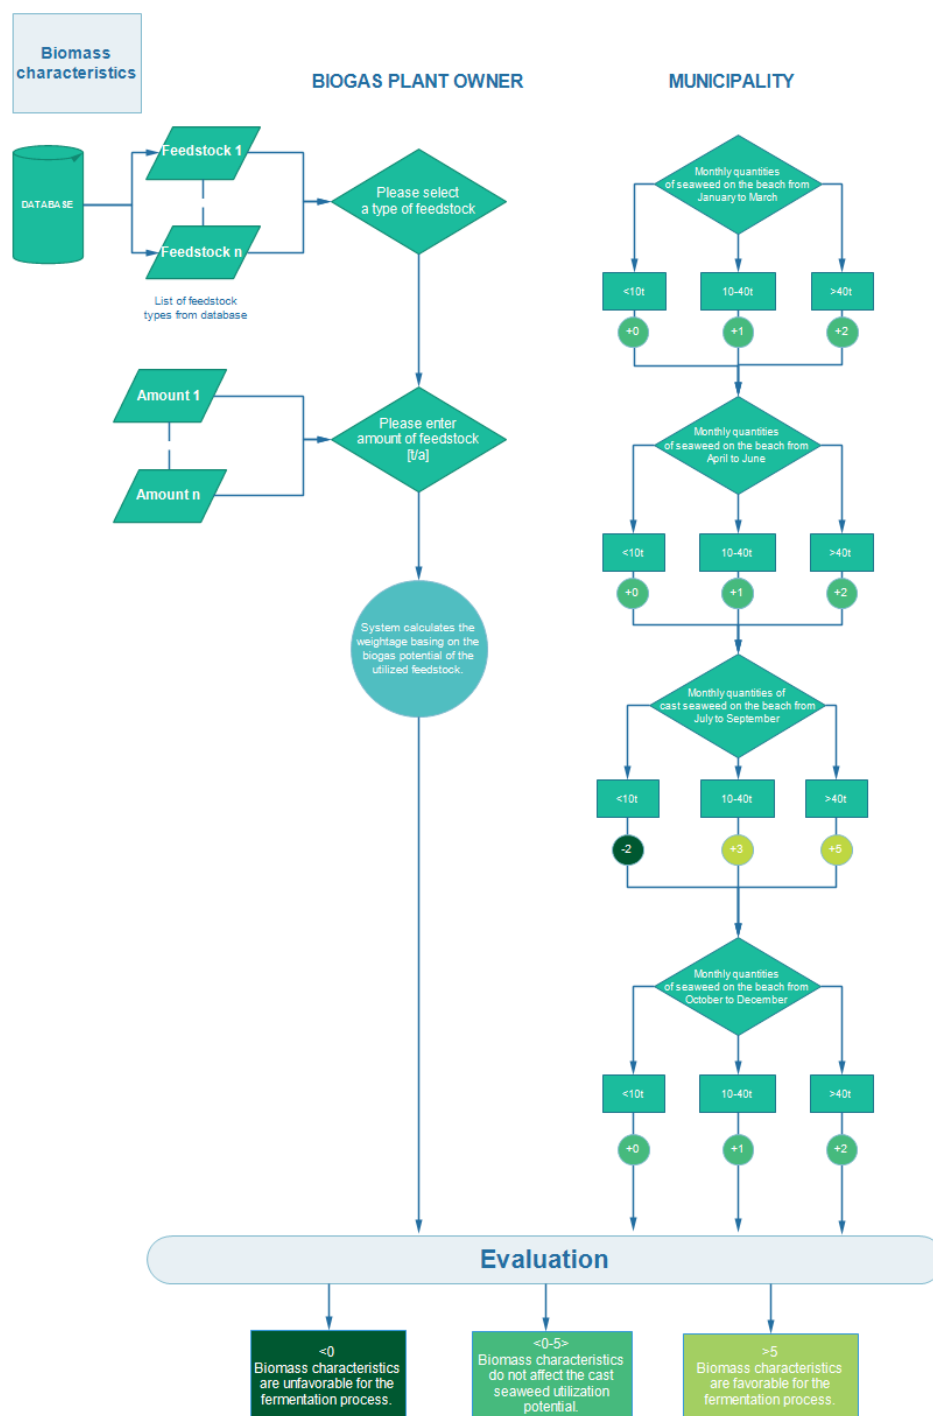 Biomass
characteristics
BIOGAS PLANT OWNER
MUNICIPALITY
DATABASE
Feedstock 1
Feedstock n
List of feedstock
types from database
Please select
a type of feedstock
Amount 1
Amount n
Please enter
amount of feedstock
[t/a]
System calculates the
weightage basing on the
biogas potential of the
utilized feedstock.
Monthly quantities
of seaweed on the beach from
January to March
<10t
10-40t
>40t
+0
+1
+2
Monthly quantities
of seaweed on the beach from
April to June
<10t
10-40t
>40t
+0
+1
+2
Monthly quantities of
cast seaweed on the beach from
July to September
<10t
10-40t
>40t
-2
+3
+5
Monthly quantities
of seaweed on the beach from
October to December
<10t
10-40t
>40t
+0
+1
+2
Evaluation
<0
Biomass characteristics
are unfavorable for the
fermentation process.
<0-5>
Biomass characteristics
do not affect the cast
seaweed utilization
potential.
>5
Biomass characteristics
are favorable for the
fermentation process.